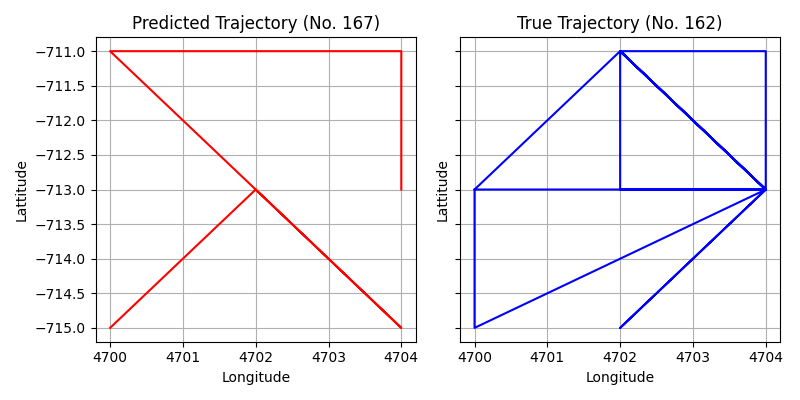 Predicted Trajectory (No. 167)
True Trajectory (No. 162)
Lattitude
−711.0
−711.5
−712.0
−712.5
−713.0
−713.5
−714.0
−714.5
−715.0
4700 4701 4702 4703 4704
Longitude
Lattitude
4700 4701 4702 4703 4704
Longitude